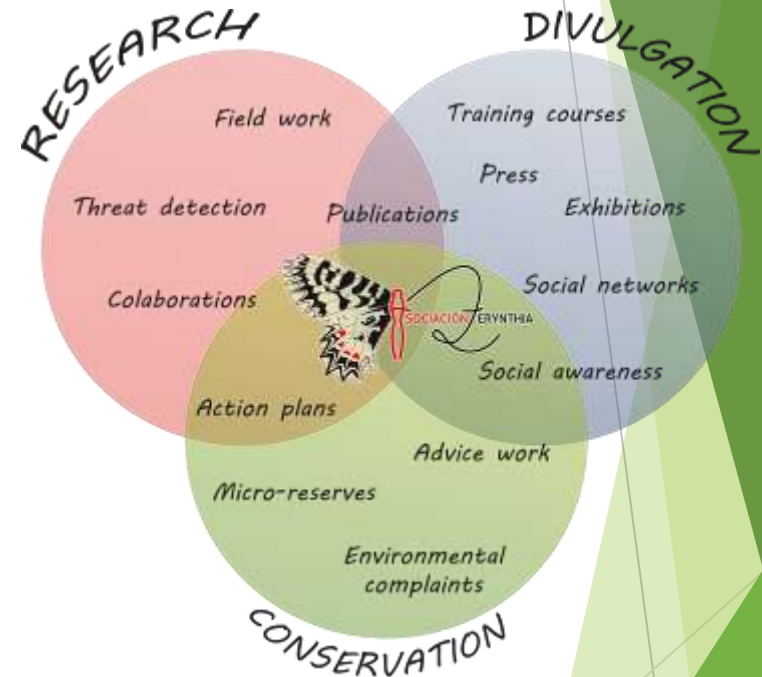 RESEARCH
DIVULGATION
Field work
Training courses
Press
Threat detection
Publications
Exhibitions
Colaborations
Social networks
ASOCIACIÓN ZERYNTHIA
Social awareness
Action plans
Advice work
Micro-reserves
Environmental
complaints
CONSERVATION